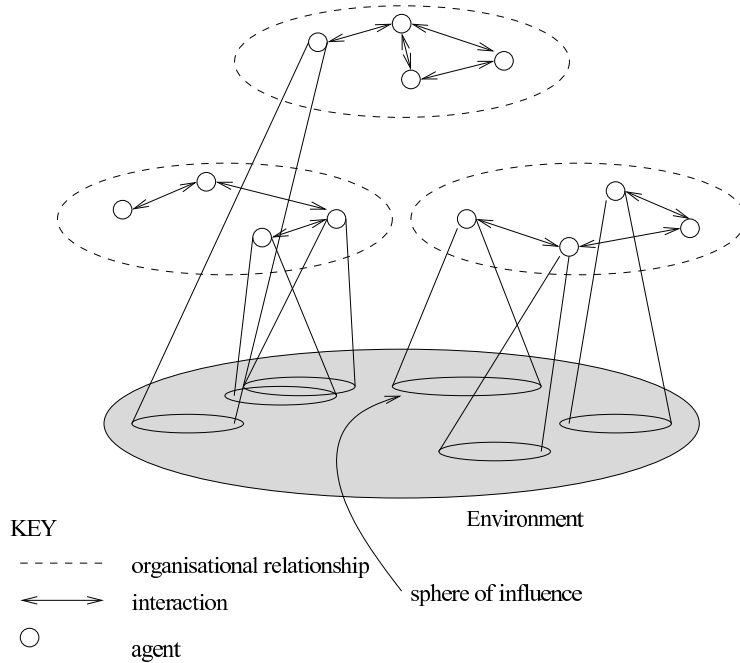 Environment
KEY
organisational relationship
interaction
sphere of influence
agent